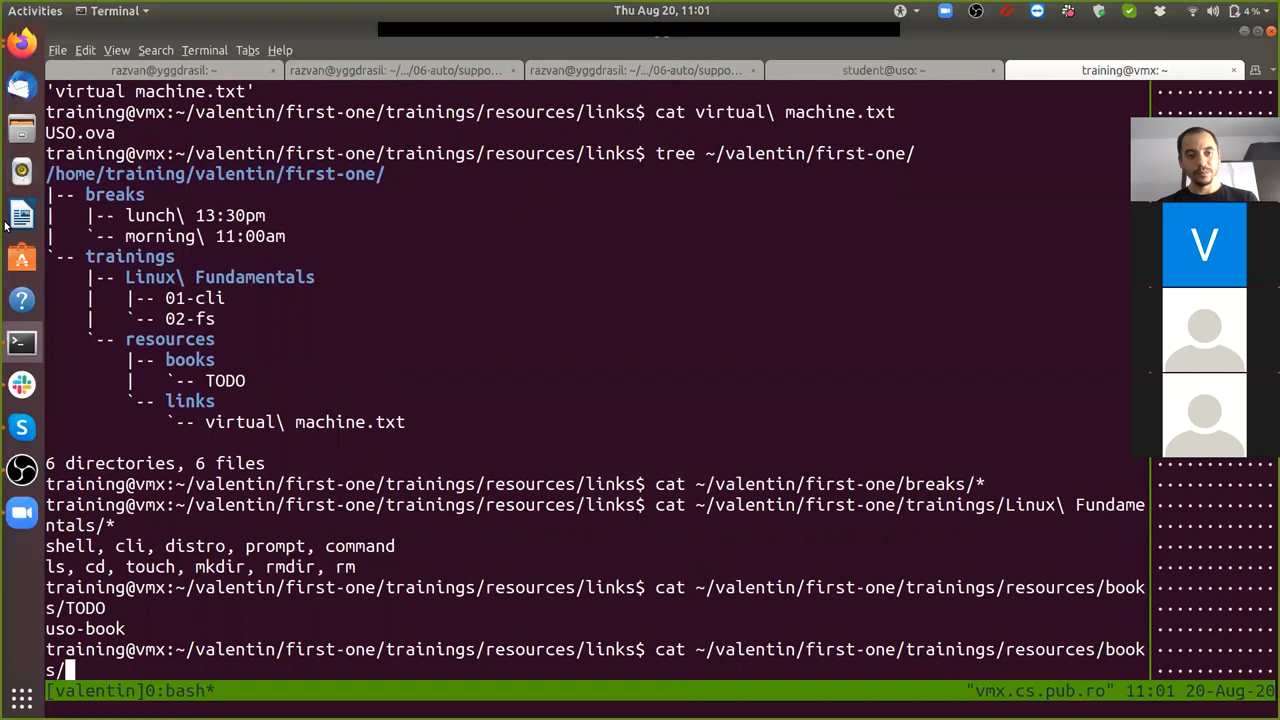 Activities Terminal Thu Aug 20, 11:01 4 %
File Edit View Search Terminal Tabs Help
razvan@yggdrasil: ~ × razvan@yggdrasil: ~/.../06-auto/suppo... × razvan@yggdrasil: ~/.../06-auto/suppo... × student@uso: ~ × training@vmx: ~ ×
'virtual machine.txt'
training@vmx:~/valentin/first-one/trainings/resources/links$ cat virtual\ machine.txt
USO.ova
training@vmx:~/valentin/first-one/trainings/resources/links$ tree ~/valentin/first-one/
/home/training/valentin/first-one/
|-- breaks
|   |-- lunch\ 13:30pm
|   `-- morning\ 11:00am
`-- trainings
    |-- Linux\ Fundamentals
    |   |-- 01-cli
    |   `-- 02-fs
    `-- resources
        |-- books
        |   `-- TODO
        `-- links
            `-- virtual\ machine.txt
6 directories, 6 files
training@vmx:~/valentin/first-one/trainings/resources/links$ cat ~/valentin/first-one/breaks/*
training@vmx:~/valentin/first-one/trainings/resources/links$ cat ~/valentin/first-one/trainings/Linux\ Fundame
ntals/*
shell, cli, distro, prompt, command
ls, cd, touch, mkdir, rmdir, rm
training@vmx:~/valentin/first-one/trainings/resources/links$ cat ~/valentin/first-one/trainings/resources/book
s/TODO
uso-book
training@vmx:~/valentin/first-one/trainings/resources/links$ cat ~/valentin/first-one/trainings/resources/book
s/
[valentin]0:bash* "vmx.cs.pub.ro" 11:01 20-Aug-20
V